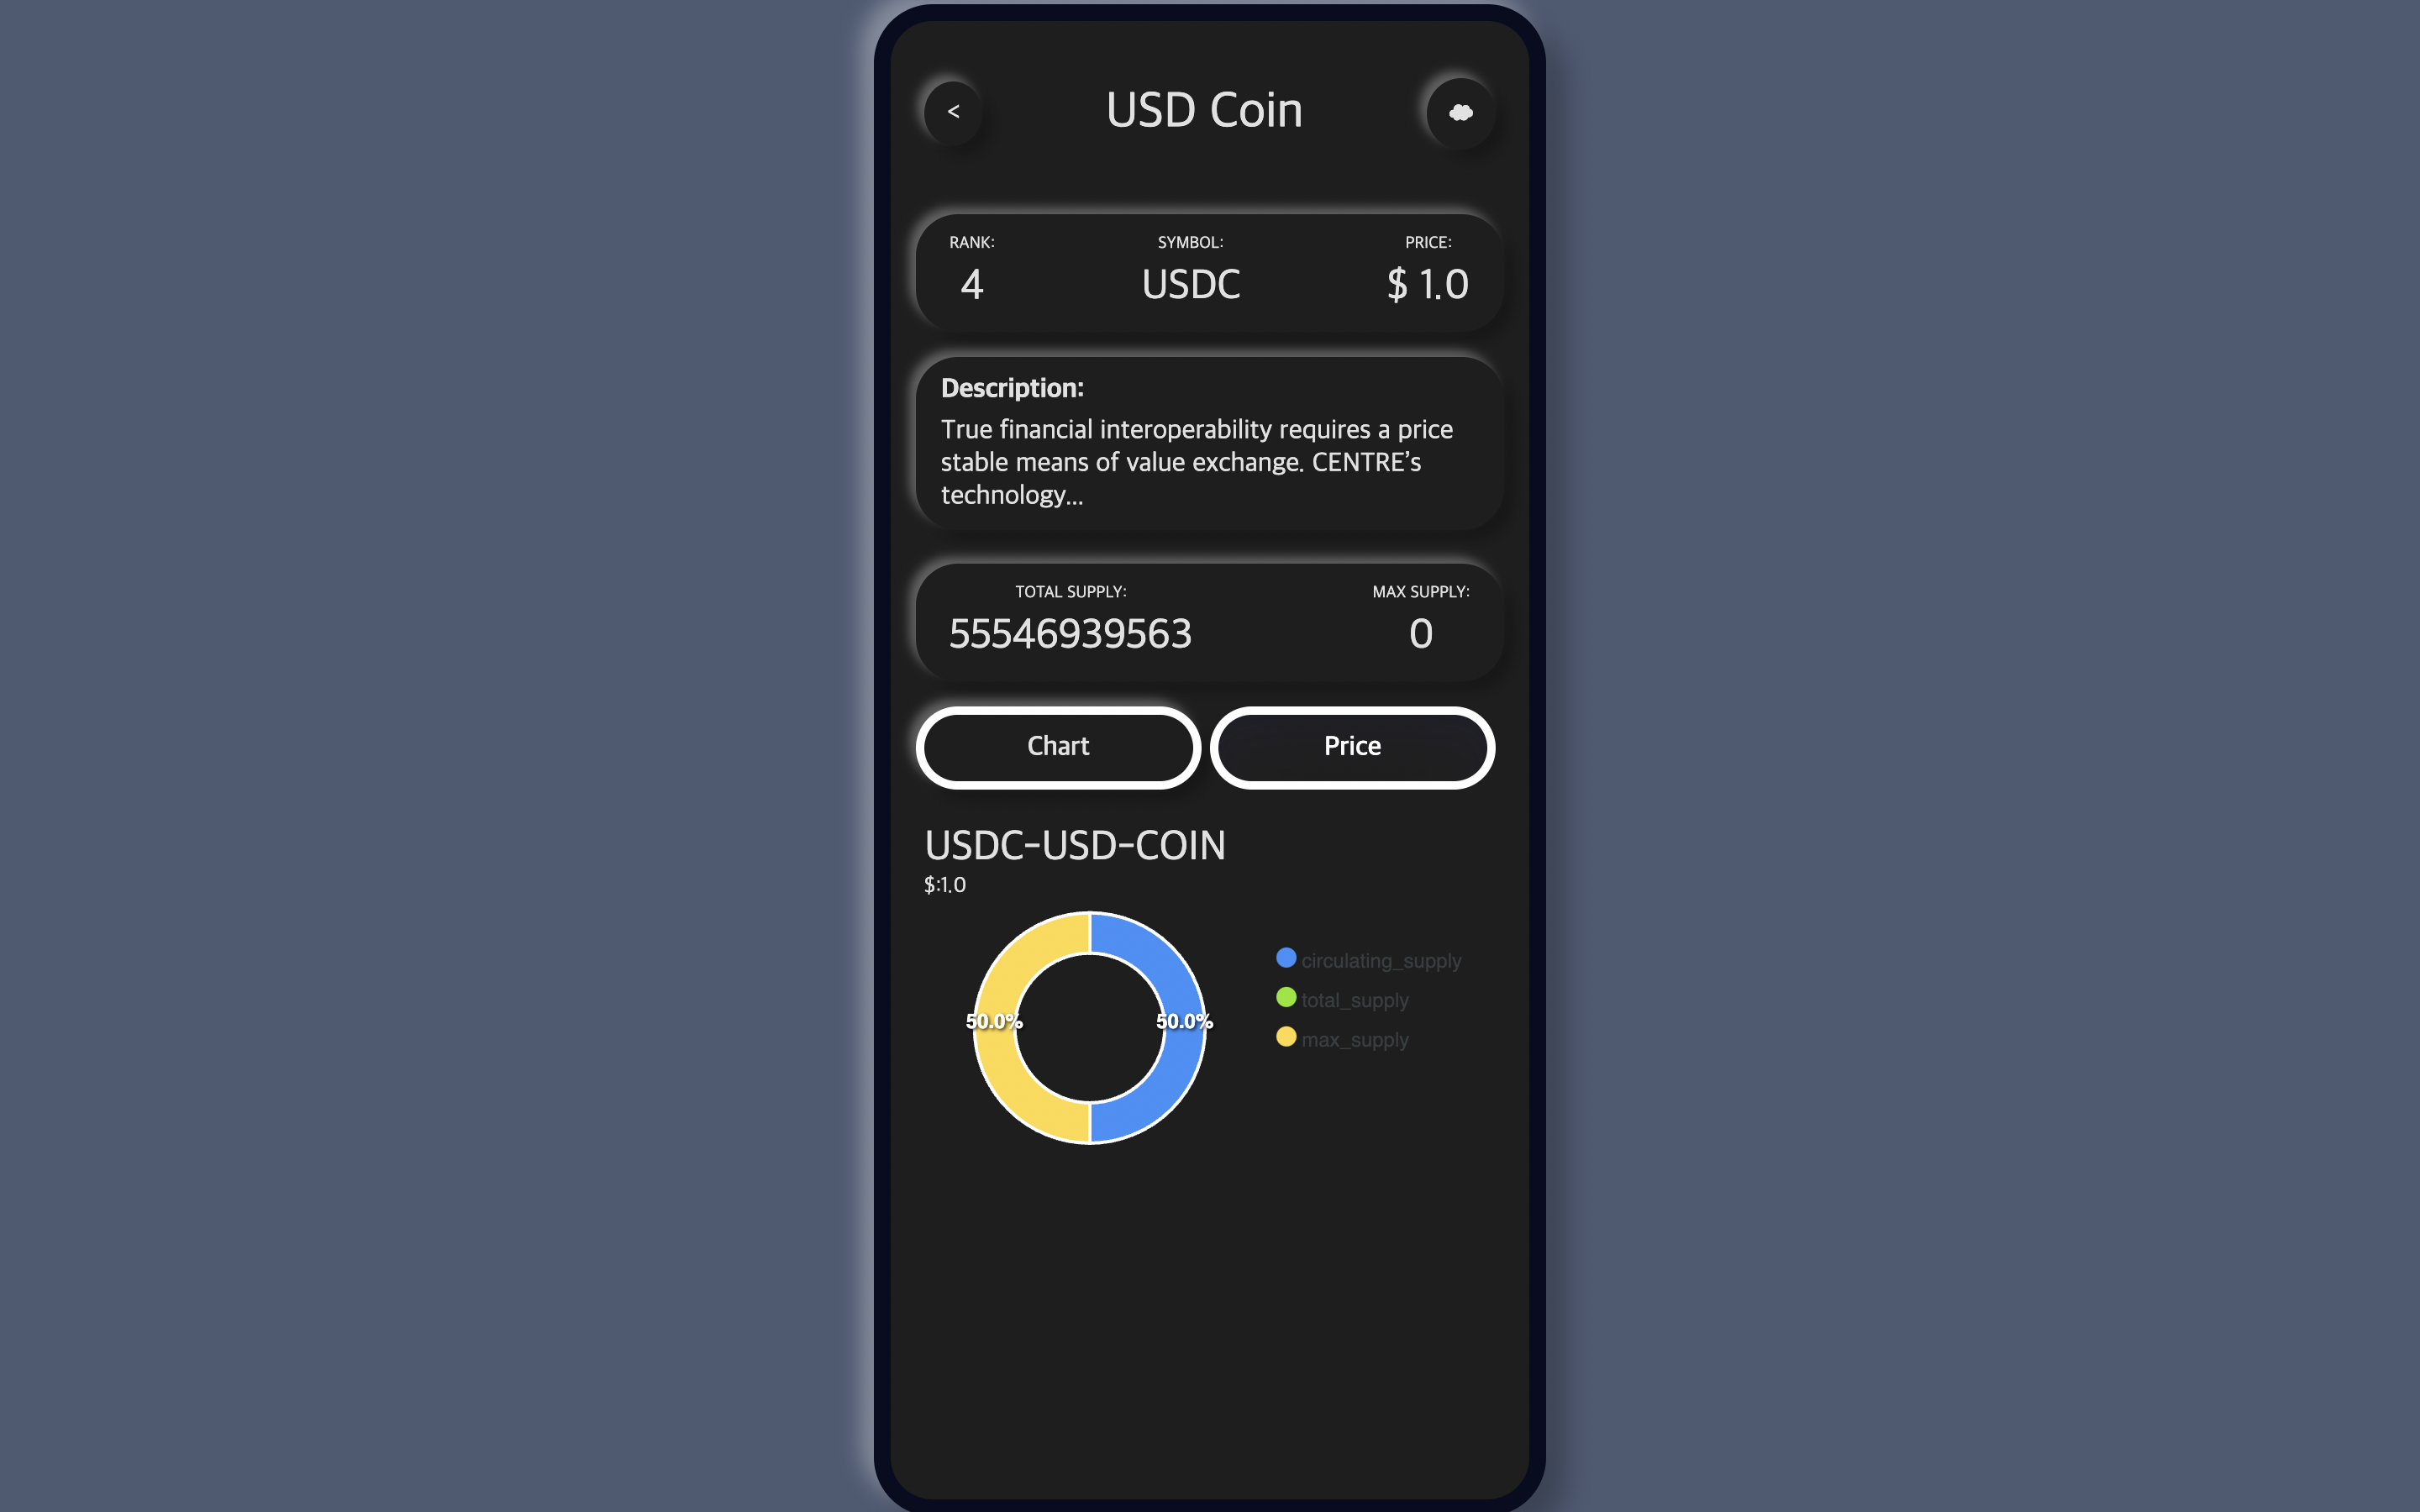 <
USD Coin
RANK:
4
SYMBOL:
USDC
PRICE:
$ 1.0
Description:
True financial interoperability requires a price
stable means of value exchange. CENTRE’s
technology...
TOTAL SUPPLY:
55546939563
MAX SUPPLY:
0
Chart
Price
USDC-USD-COIN
$:1.0
50.0%
50.0%
circulating_supply
total_supply
max_supply